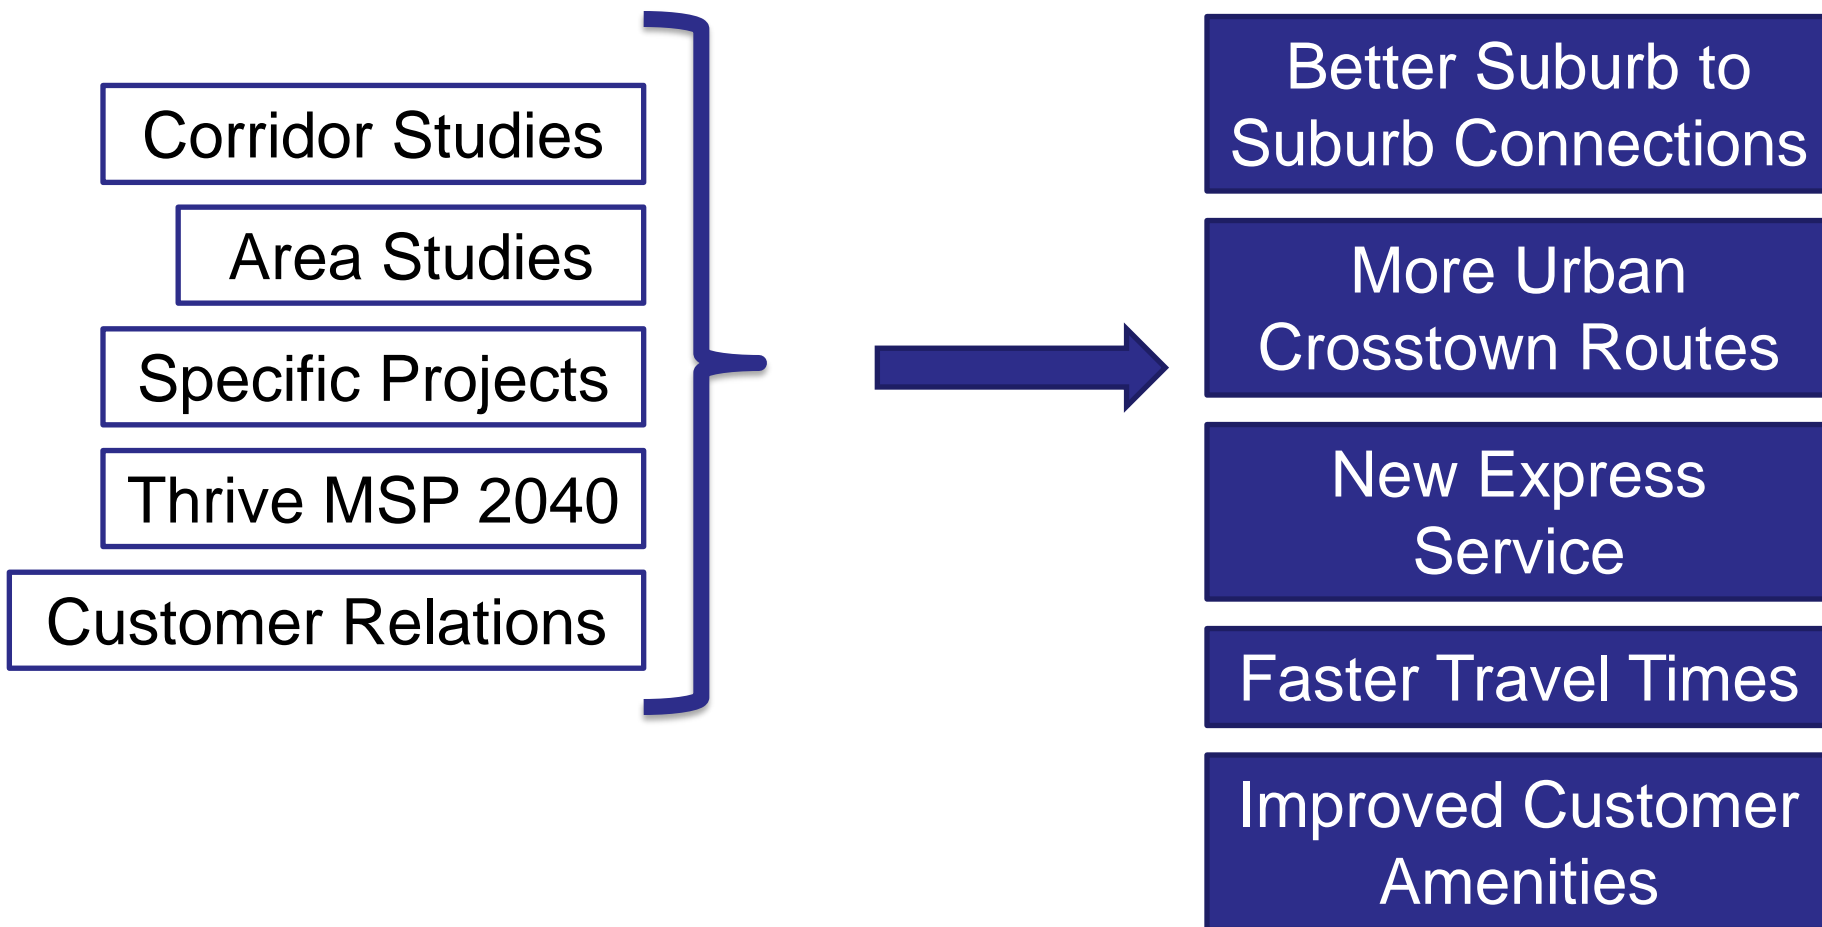 Corridor Studies
Area Studies
Specific Projects
Thrive MSP 2040
Customer Relations
Better Suburb to
Suburb Connections
More Urban
Crosstown Routes
New Express
Service
Faster Travel Times
Improved Customer
Amenities